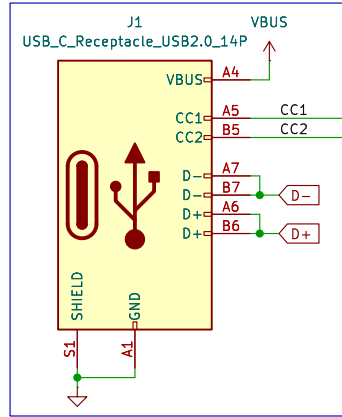 J1
VBUS
USB_C_Receptacle_USB2.0_14P
VBUS A4
CC1 A5 CC1
CC2 B5 CC2
D- A7
D- B7 D-
D+ A6
D+ B6 D+
SHIELD
GND
S1
A1